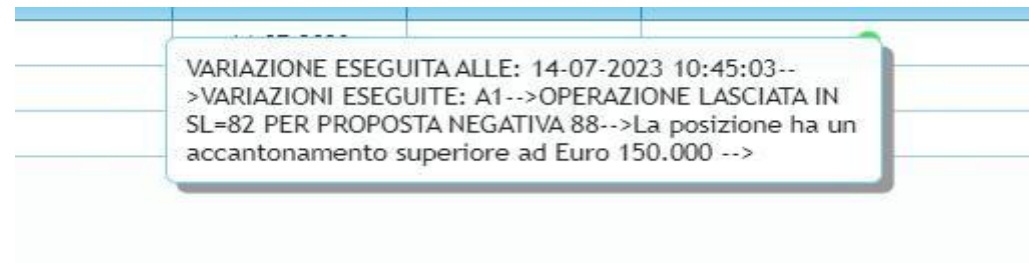 VARIAZIONE ESEGUITA ALLE: 14-07-2023 10:45:03--
>VARIAZIONI ESEGUITE: A1-->OPERAZIONE LASCIATA IN
SL=82 PER PROPOSTA NEGATIVA 88-->La posizione ha un
accantonamento superiore ad Euro 150.000 -->